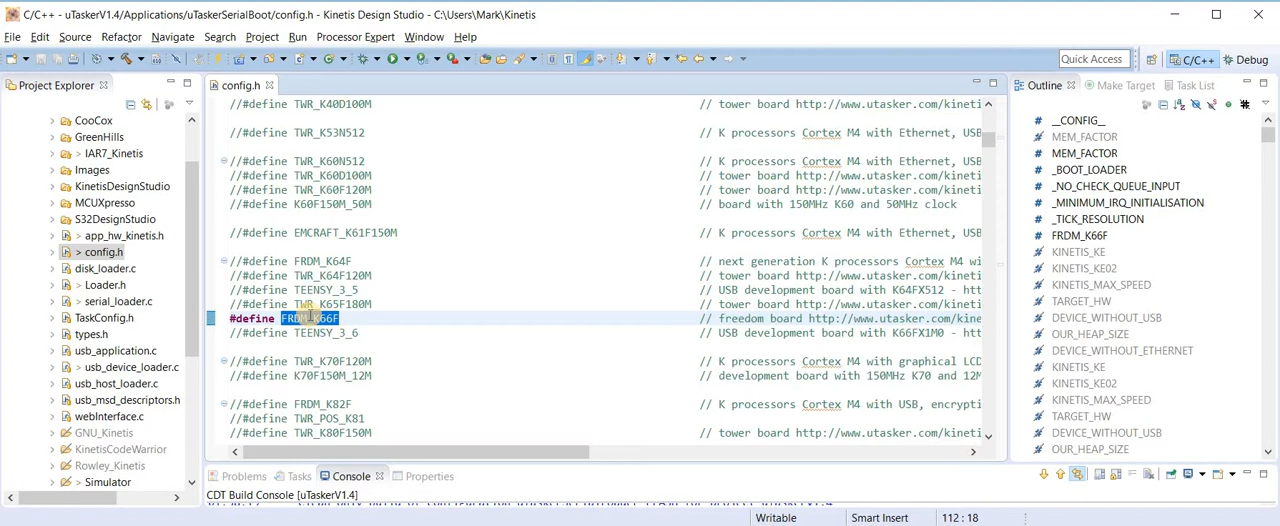 C/C++ - uTaskerV1.4/Applications/uTaskerSerialBoot/config.h - Kinetis Design Studio - C:\Users\Mark\Kinetis
File Edit Source Refactor Navigate Search Project Run Processor Expert Window Help
Quick Access
C/C++
Debug
Project Explorer
CooCox
GreenHills
> IAR7_Kinetis
Images
KinetisDesignStudio
MCUXpresso
S32DesignStudio
> app_hw_kinetis.h
> config.h
disk_loader.c
Loader.h
> serial_loader.c
TaskConfig.h
types.h
usb_application.c
> usb_device_loader.c
usb_host_loader.c
usb_msd_descriptors.h
webInterface.c
GNU_Kinetis
KinetisCodeWarrior
Rowley_Kinetis
> Simulator
config.h
//#define TWR_K40D100M // tower board http://www.utasker.com/kineti
//#define TWR_K53N512 // K processors Cortex M4 with Ethernet, USB
//#define TWR_K60N512 // K processors Cortex M4 with Ethernet, USB
//#define TWR_K60D100M // tower board http://www.utasker.com/kineti
//#define TWR_K60F120M // tower board http://www.utasker.com/kineti
//#define K60F150M_50M // board with 150MHz K60 and 50MHz clock
//#define EMCRAFT_K61F150M // K processors Cortex M4 with Ethernet, USB
//#define FRDM_K64F // next generation K processors Cortex M4 wi
//#define TWR_K64F120M // tower board http://www.utasker.com/kineti
//#define TEENSY_3_5 // USB development board with K64FX512 - htt
//#define TWR_K65F180M // tower board http://www.utasker.com/kineti
#define FRDM_K66F // freedom board http://www.utasker.com/kine
//#define TEENSY_3_6 // USB development board with K66FX1M0 - htt
//#define TWR_K70F120M // K processors Cortex M4 with graphical LCD
//#define K70F150M_12M // development board with 150MHz K70 and 12M
//#define FRDM_K82F // K processors Cortex M4 with USB, encrypti
//#define TWR_POS_K81
//#define TWR_K80F150M // tower board http://www.utasker.com/kineti
Outline
Make Target
Task List
__CONFIG__
MEM_FACTOR
MEM_FACTOR
_BOOT_LOADER
_NO_CHECK_QUEUE_INPUT
_MINIMUM_IRQ_INITIALISATION
_TICK_RESOLUTION
FRDM_K66F
KINETIS_KE
KINETIS_KE02
KINETIS_MAX_SPEED
TARGET_HW
DEVICE_WITHOUT_USB
OUR_HEAP_SIZE
DEVICE_WITHOUT_ETHERNET
KINETIS_KE
KINETIS_KE02
KINETIS_MAX_SPEED
TARGET_HW
DEVICE_WITHOUT_USB
OUR_HEAP_SIZE
Problems
Tasks
Console
Properties
CDT Build Console [uTaskerV1.4]
Writable
Smart Insert
112 : 18